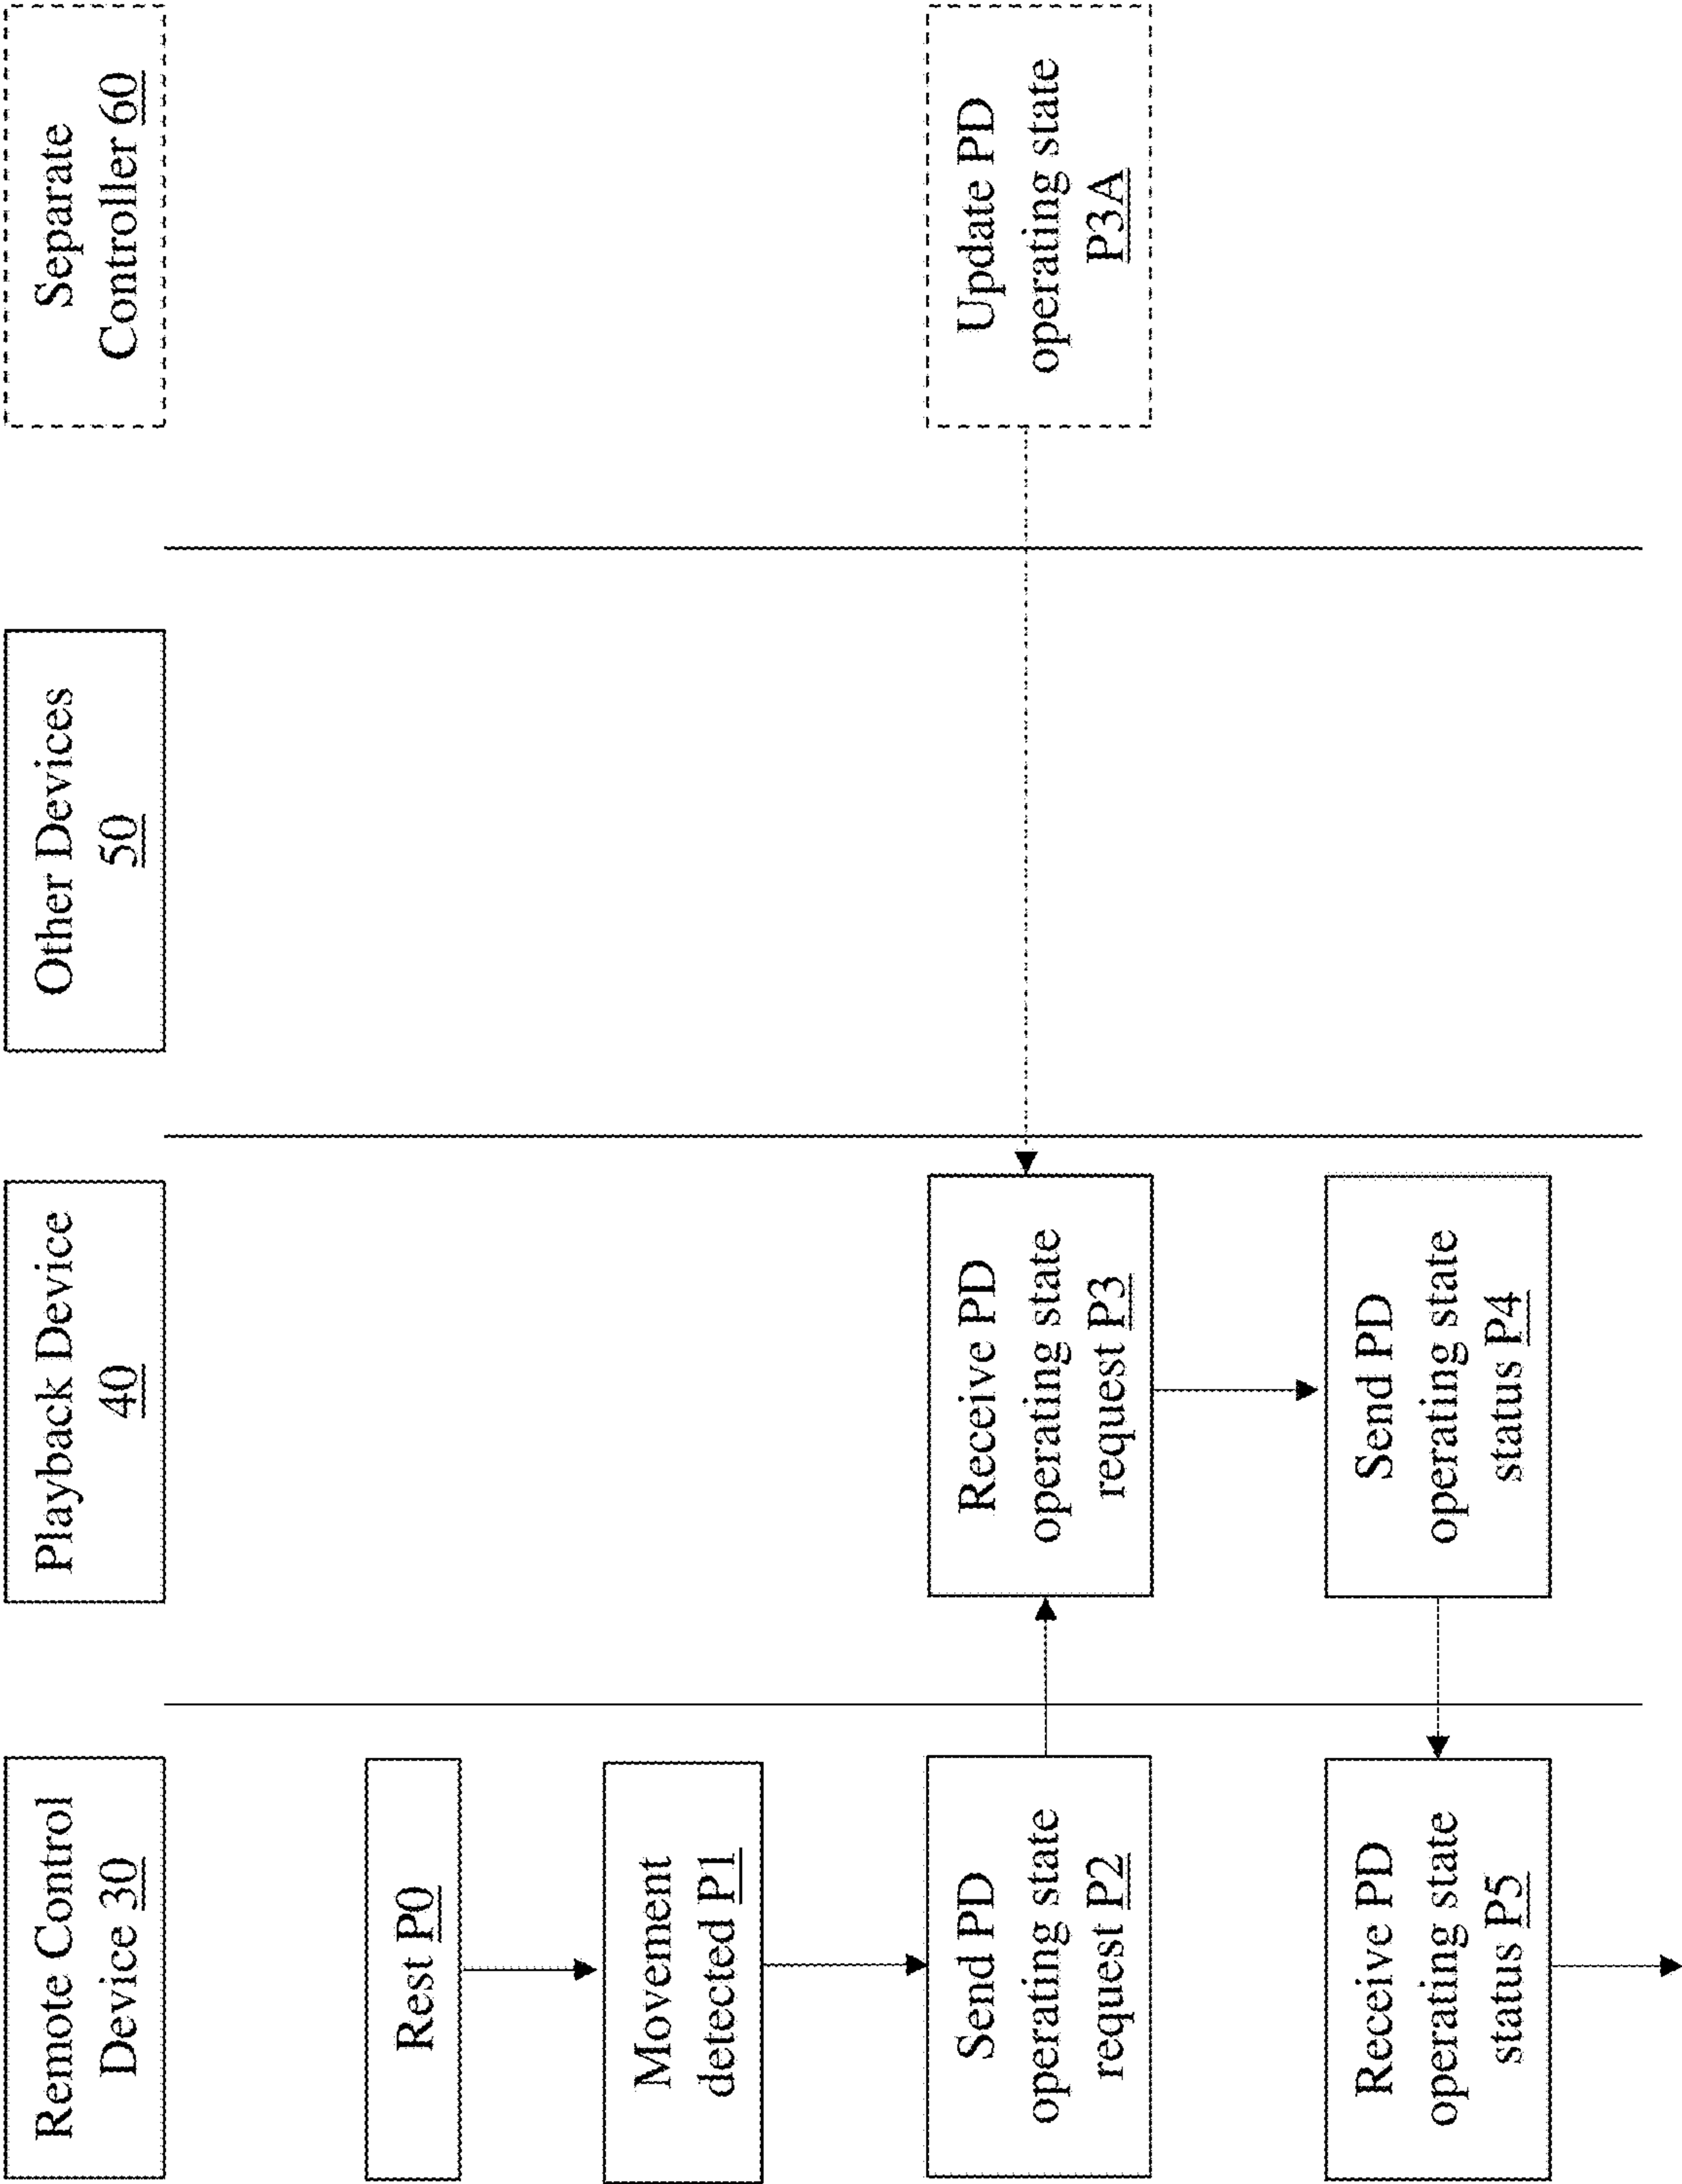 Remote Control
Device 30
Playback Device
40
Other Devices
50
Separate
Controller 60
Rest P0
Movement
detected P1
Send PD
operating state
request P2
Receive PD
operating state
request P3
Update PD
operating state
P3A
Receive PD
operating state
status P5
Send PD
operating state
status P4